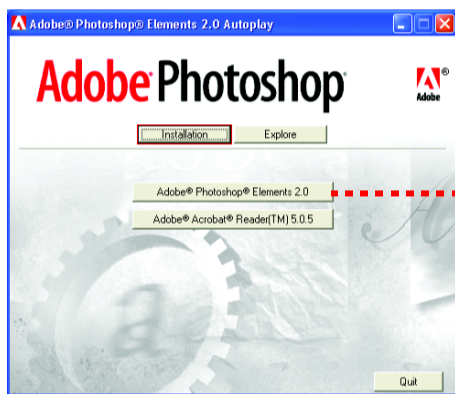 Adobe® Photoshop® Elements 2.0 Autoplay
Adobe® Photoshop®
Adobe
®
Installation
Explore
Adobe® Photoshop® Elements 2.0
Adobe® Acrobat® Reader(TM) 5.0.5
Quit